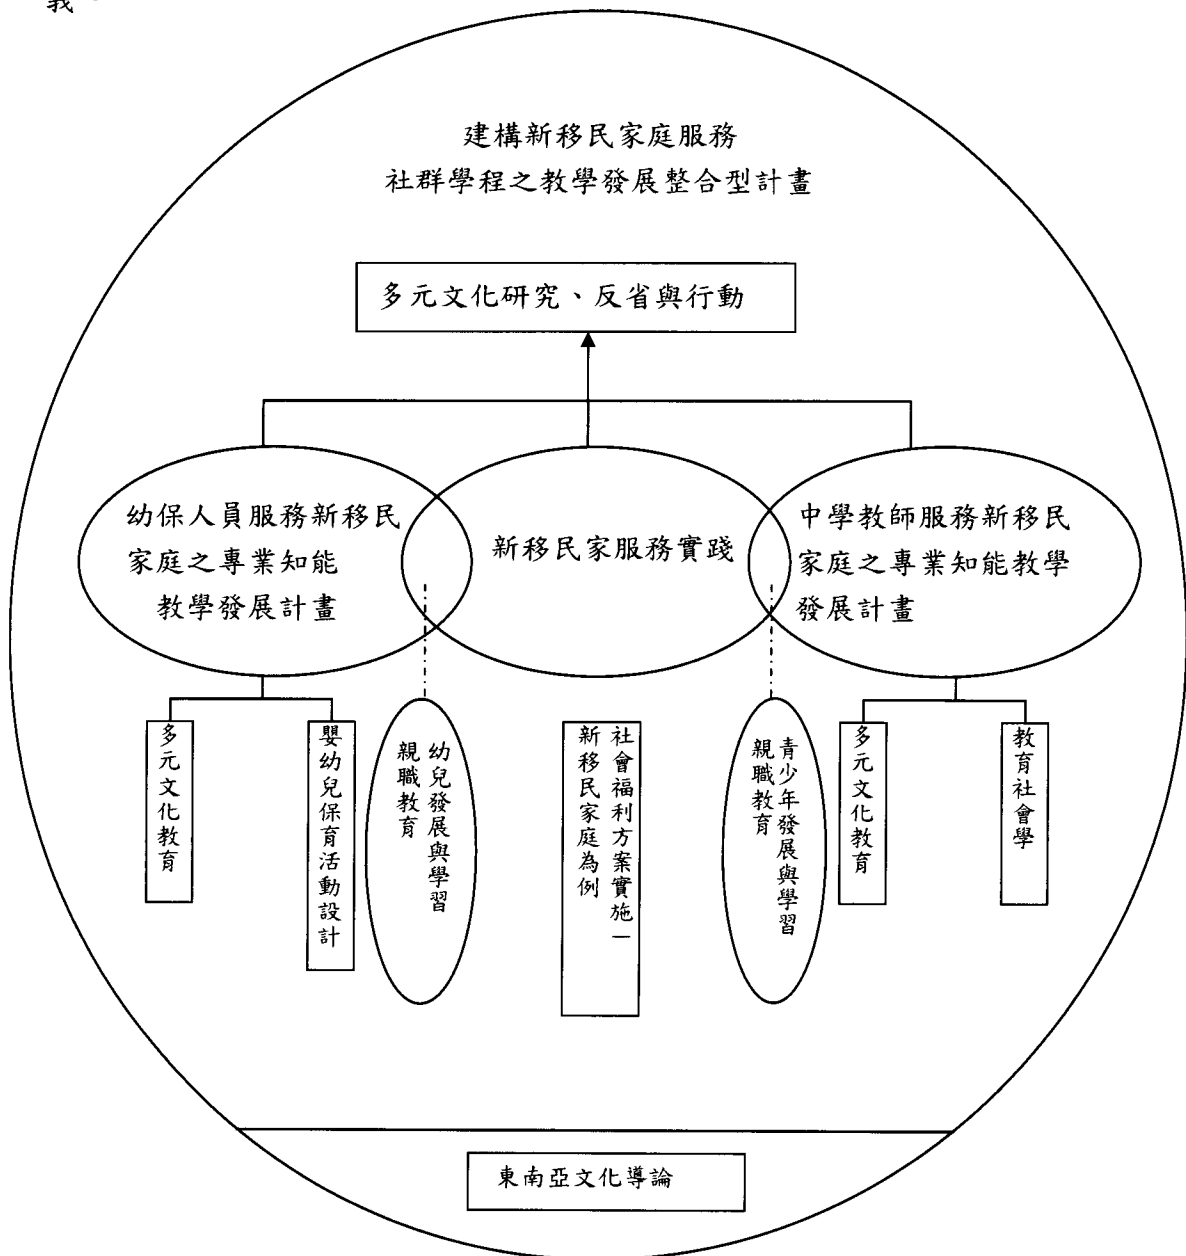 義。
建構新移民家庭服務
社群學程之教學發展整合型計畫
多元文化研究、反省與行動
幼保人員服務新移民
家庭之專業知能
教學發展計畫
新移民家服務實踐
中學教師服務新移民
家庭之專業知能教學
發展計畫
多元文化教育
嬰幼兒保育活動設計
幼兒發展與學習
親職教育
社會福利方案實施—
新移民家庭為例
青少年發展與學習
親職教育
多元文化教育
教育社會學
東南亞文化導論